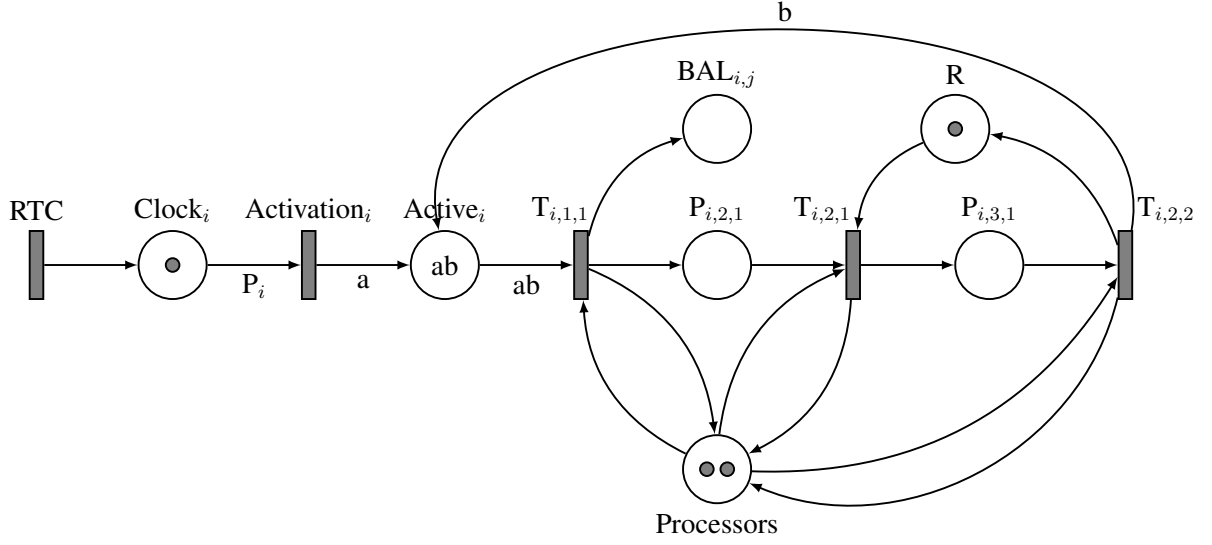 b
BAL_{i,j}
R
RTC
Clock_i
Activation_i
Active_i
T_{i,1,1}
P_{i,2,1}
T_{i,2,1}
P_{i,3,1}
T_{i,2,2}
ab
P_i
a
ab
Processors